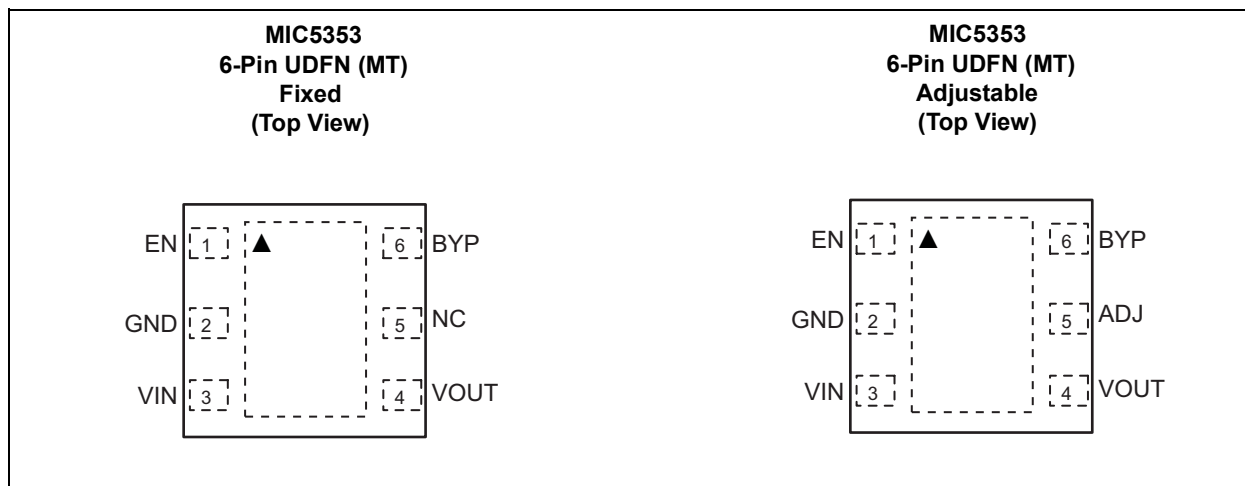 MIC5353
6-Pin UDFN (MT)
Fixed
(Top View)
EN 1 6 BYP
GND 2 5 NC
VIN 3 4 VOUT
MIC5353
6-Pin UDFN (MT)
Adjustable
(Top View)
EN 1 6 BYP
GND 2 5 ADJ
VIN 3 4 VOUT